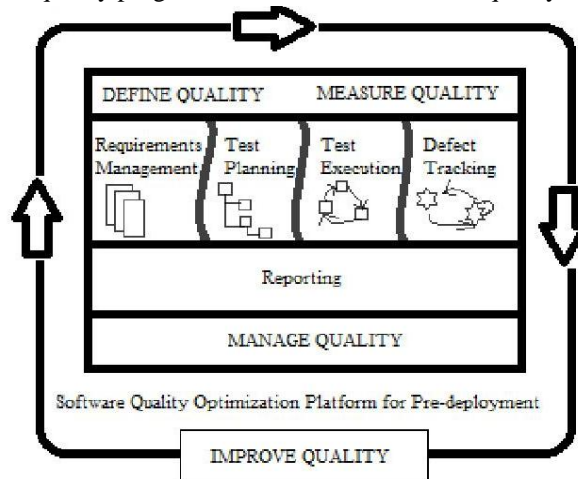 DEFINE QUALITY MEASURE QUALITY
Requirements Management
Test Planning
Test Execution
Defect Tracking
Reporting
MANAGE QUALITY
Software Quality Optimization Platform for Pre-deployment
IMPROVE QUALITY